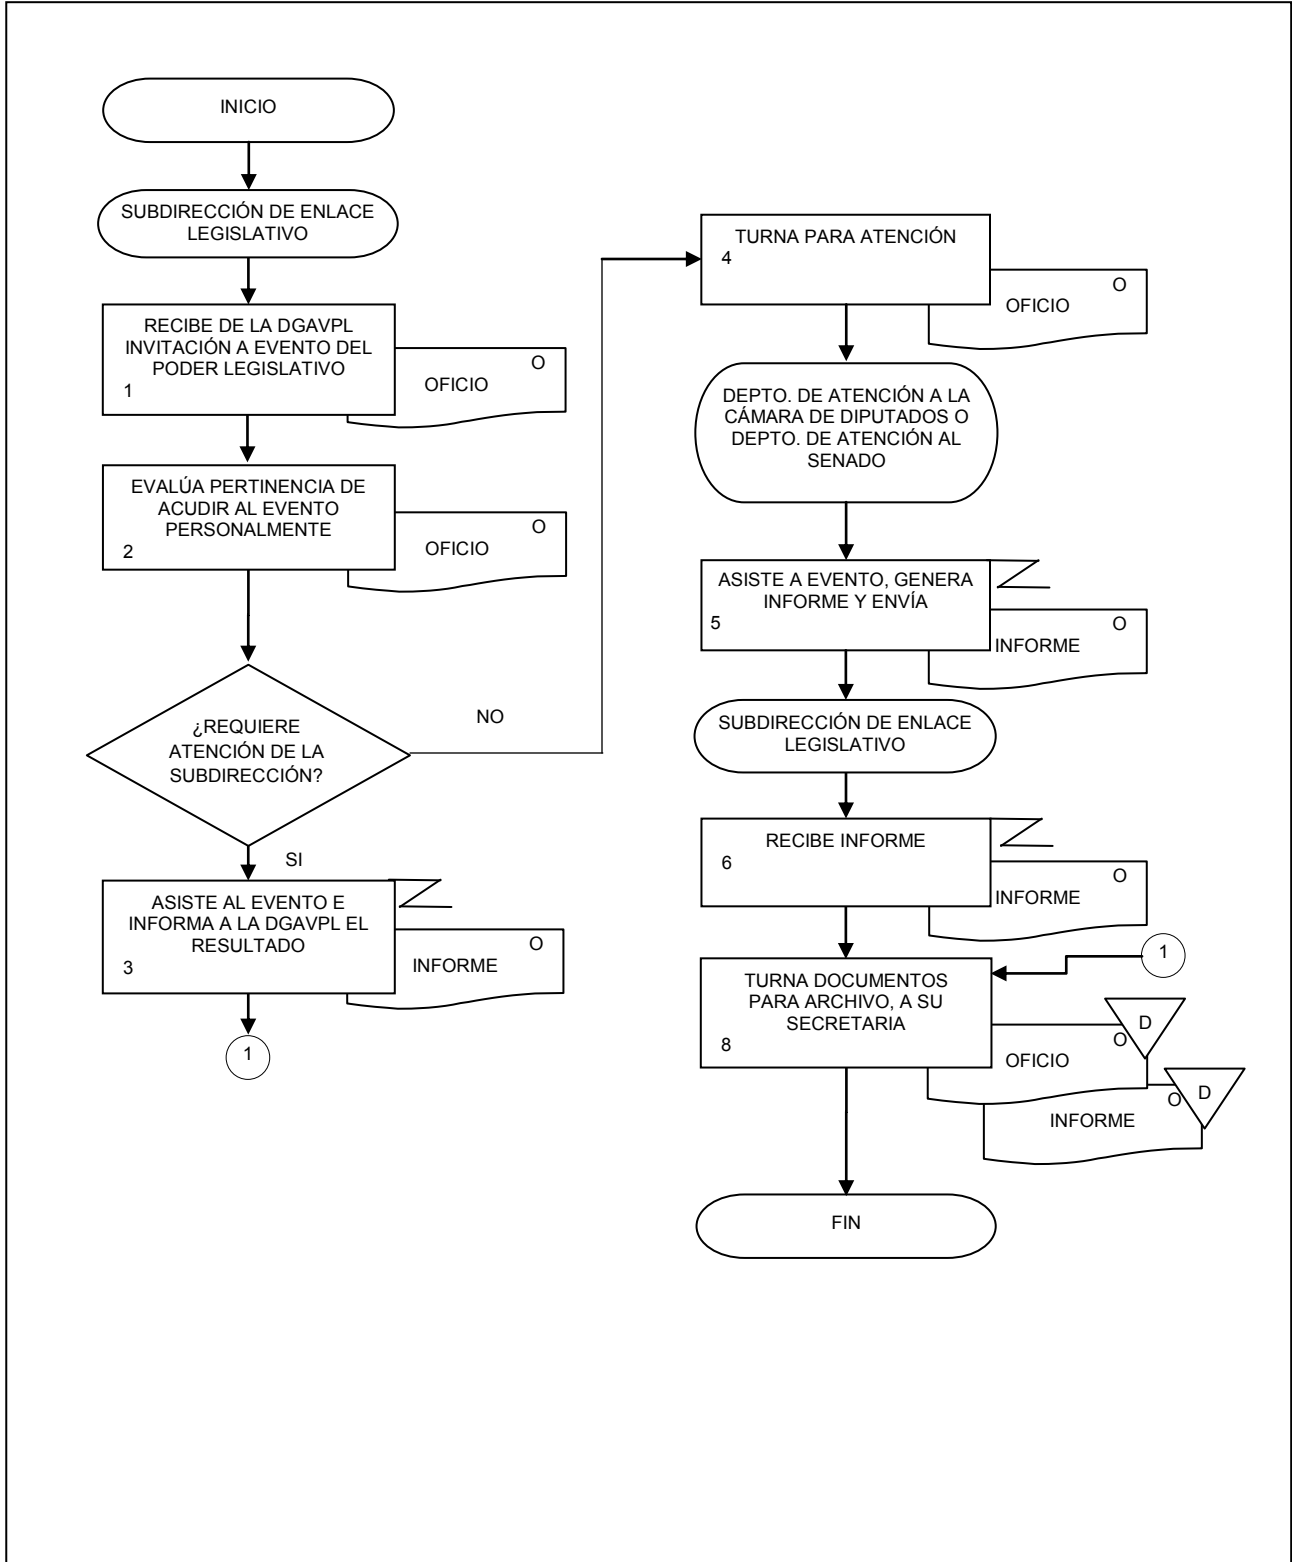 INICIO
SUBDIRECCIÓN DE ENLACE
LEGISLATIVO
RECIBE DE LA DGAVPL
INVITACIÓN A EVENTO DEL
PODER LEGISLATIVO
1
O
OFICIO
EVALÚA PERTINENCIA DE
ACUDIR AL EVENTO
PERSONALMENTE
2
O
OFICIO
¿REQUIERE
ATENCIÓN DE LA
SUBDIRECCIÓN?
NO
SI
ASISTE AL EVENTO E
INFORMA A LA DGAVPL EL
RESULTADO
3
O
INFORME
1
TURNA PARA ATENCIÓN
4
O
OFICIO
DEPTO. DE ATENCIÓN A LA
CÁMARA DE DIPUTADOS O
DEPTO. DE ATENCIÓN AL
SENADO
ASISTE A EVENTO, GENERA
INFORME Y ENVÍA
5
O
INFORME
SUBDIRECCIÓN DE ENLACE
LEGISLATIVO
RECIBE INFORME
6
O
INFORME
1
TURNA DOCUMENTOS
PARA ARCHIVO, A SU
SECRETARIA
8
D
O
OFICIO
D
O
INFORME
FIN